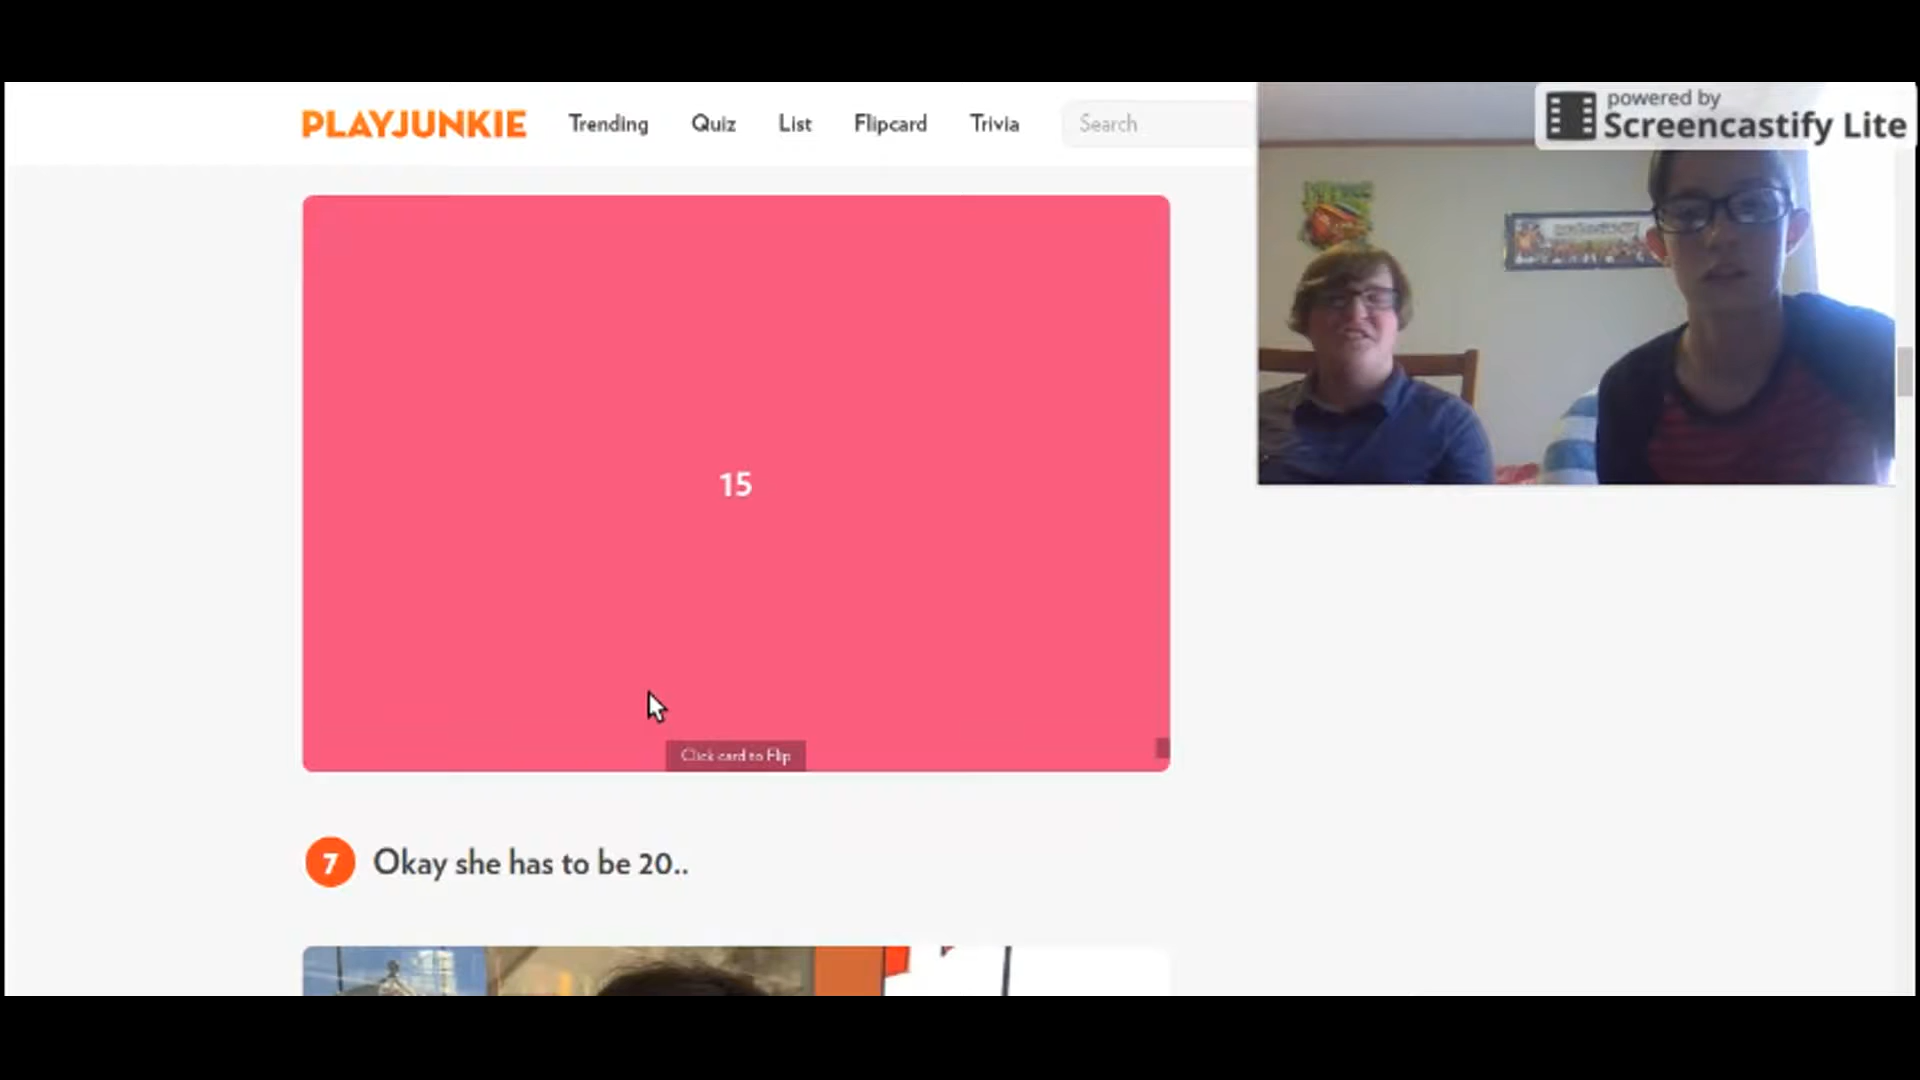 PLAYJUNKIE Trending Quiz List Flipcard Trivia Search
powered by
Screencastify Lite
15
Click card to Flip
7 Okay she has to be 20..